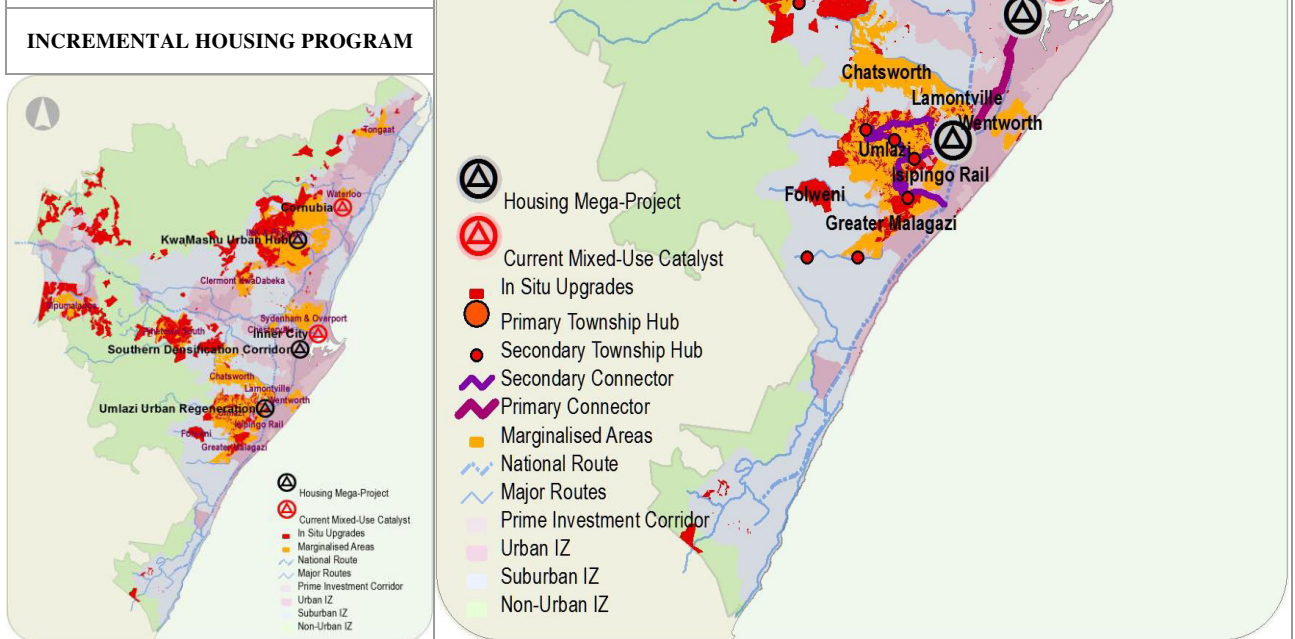 INCREMENTAL HOUSING PROGRAM
Tongaat
Waterloo
Cornubia
KwaMashu Urban Hub
Clermont KwaDabeka
Mpumalanga
Sydenham & Overport
Inner City
Southern Densification Corridor
Chatsworth
Lamontville
Wentworth
Umlazi Urban Regeneration
Isipingo Rail
Folweni
Greater Malagazi
Housing Mega-Project
Current Mixed-Use Catalyst
In Situ Upgrades
Marginalised Areas
National Route
Major Routes
Prime Investment Corridor
Urban IZ
Suburban IZ
Non-Urban IZ
Chatsworth
Lamontville
Wentworth
Umlazi
Isipingo Rail
Folweni
Greater Malagazi
Housing Mega-Project
Current Mixed-Use Catalyst
In Situ Upgrades
Primary Township Hub
Secondary Township Hub
Secondary Connector
Primary Connector
Marginalised Areas
National Route
Major Routes
Prime Investment Corridor
Urban IZ
Suburban IZ
Non-Urban IZ